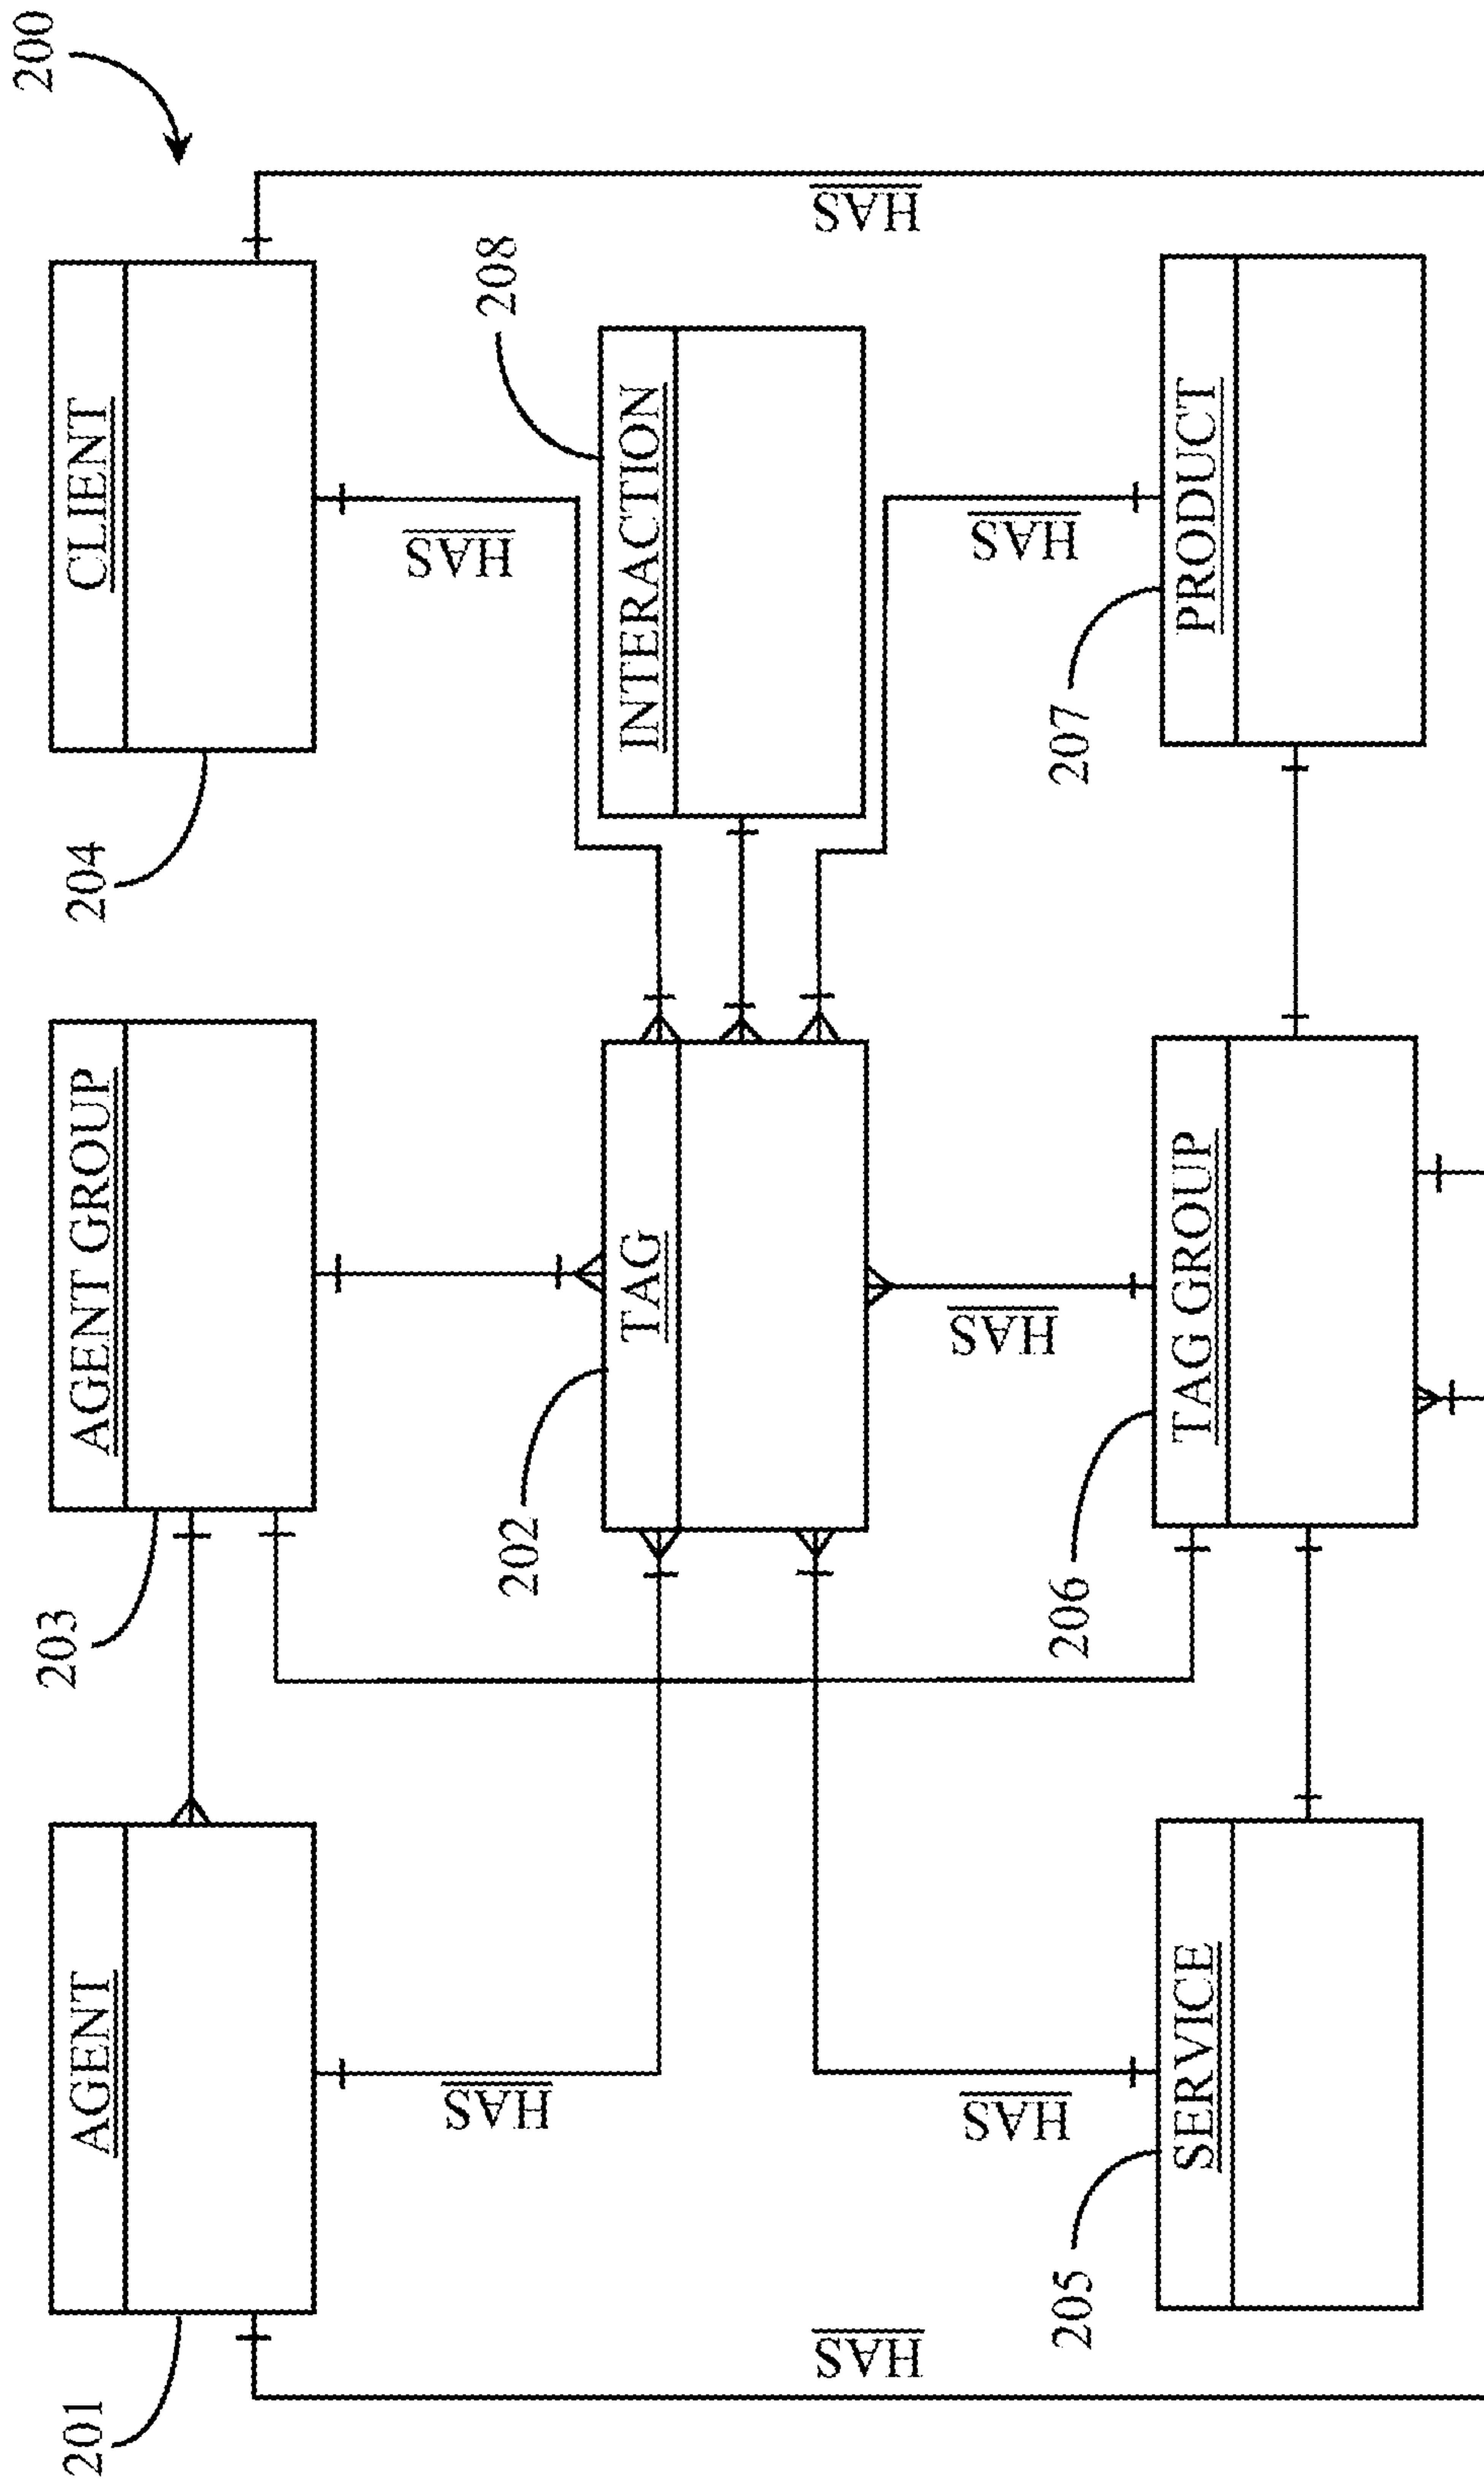 200
201
AGENT
203
AGENT GROUP
204
CLIENT
HAS
HAS
HAS
HAS
202
TAG
208
INTERACTION
HAS
HAS
HAS
205
SERVICE
206
TAG GROUP
207
PRODUCT